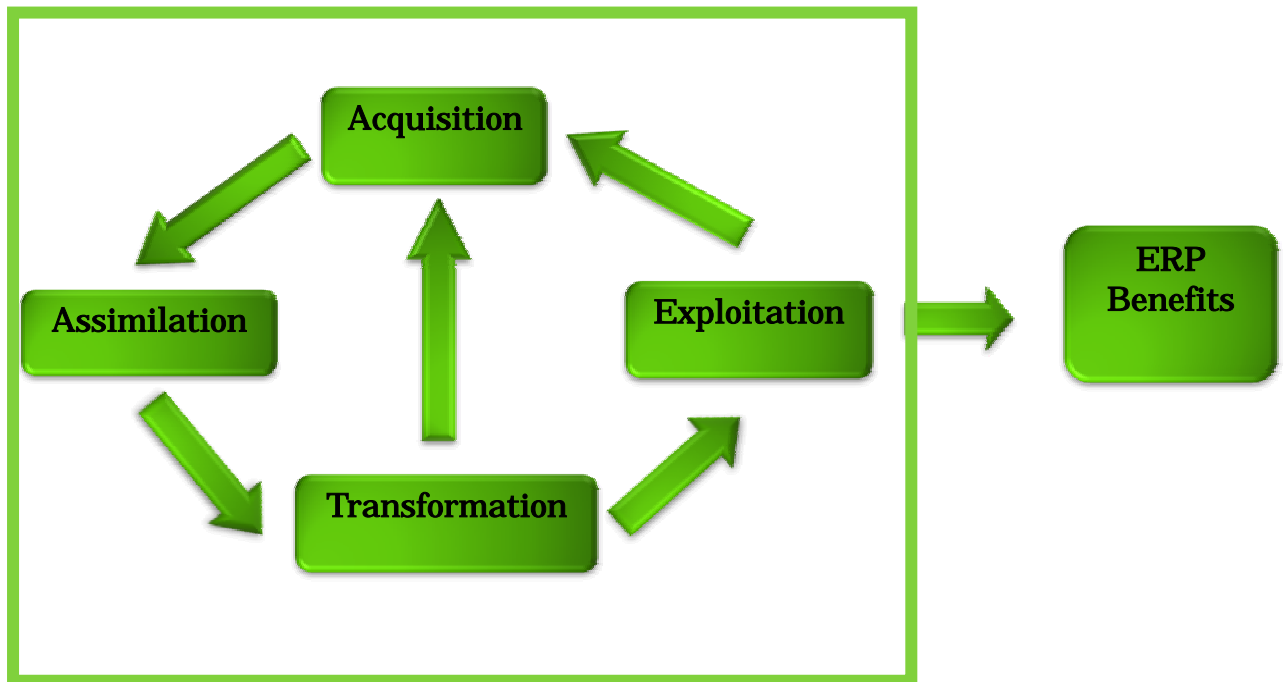 Acquisition
Assimilation
Exploitation
Transformation
ERP
Benefits